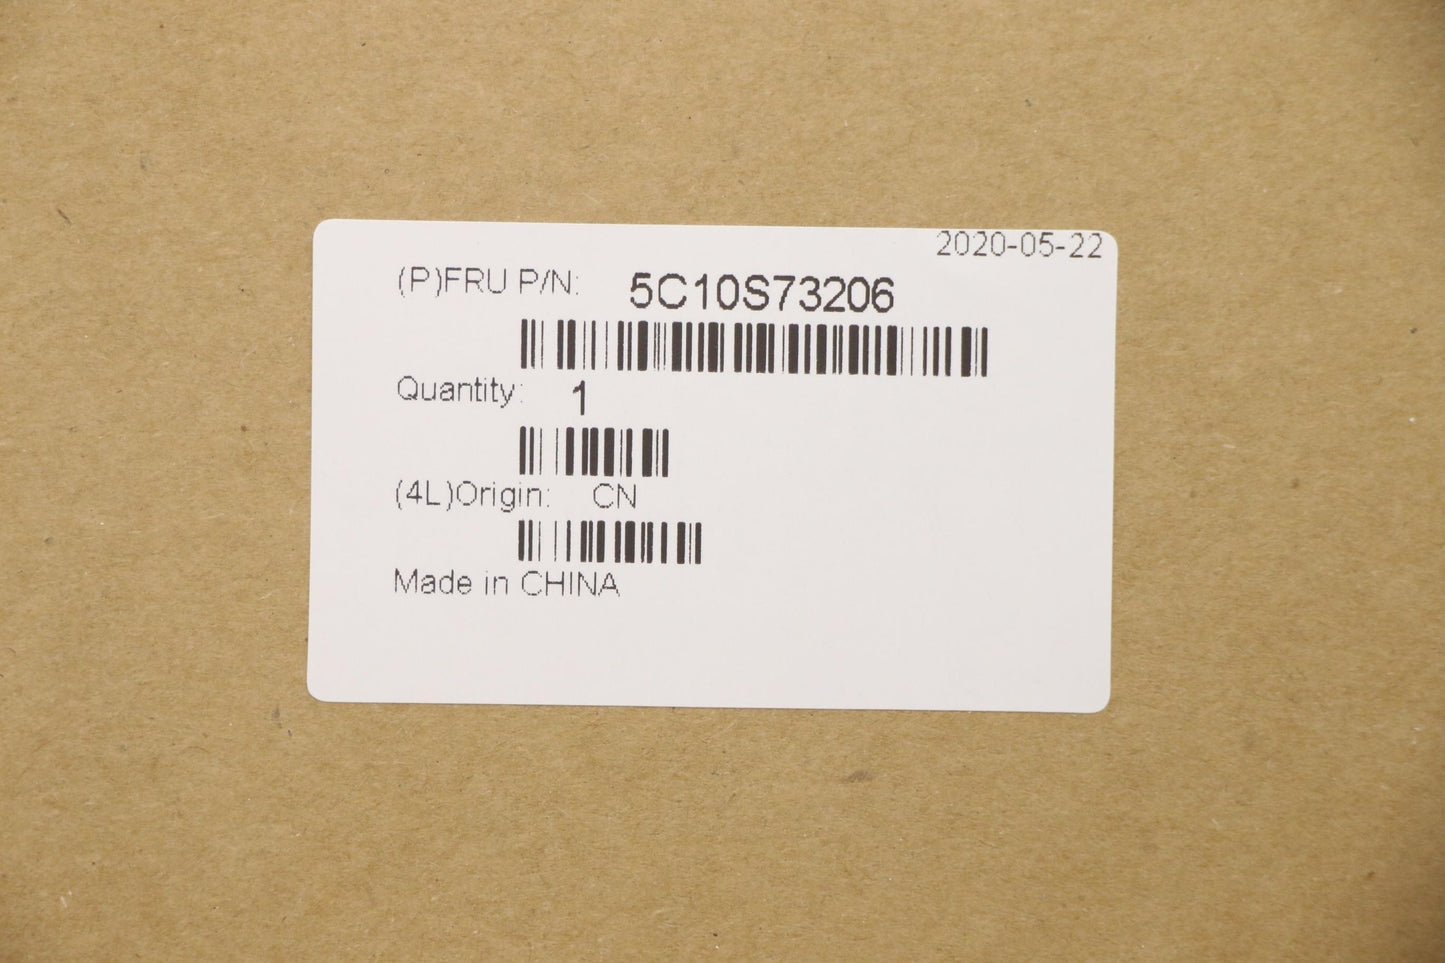 2020-05-22
(P)FRU P/N: 5C10S73206
Quantity: 1
(4L)Origin: CN
Made in CHINA